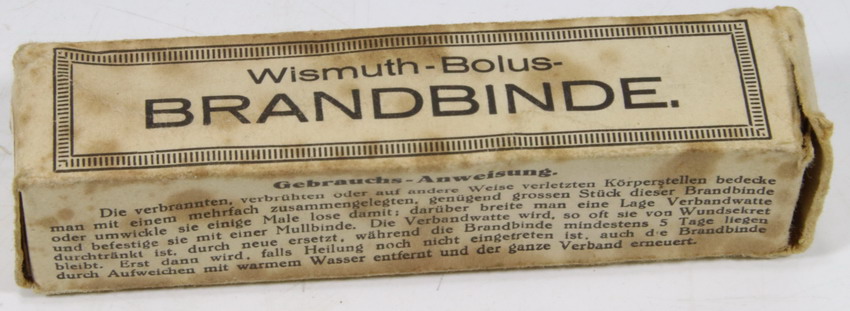 Wismuth-Bolus-
BRANDBINDE.
Gebrauchs-Anweisung.
Die verbrannten, verbrühten oder auf andere Weise verletzten Körperstellen bedecke
man mit einem mehrfach zusammengelegten, genügend grossen Stück dieser Brandbinde
oder umwickle sie einige Male lose damit; darüber breite man eine Lage Verbandwatte
und befestige sie mit einer Mullbinde. Die Verbandwatte wird, so oft sie von Wundsekret
durchtränkt ist, durch neue ersetzt, während die Brandbinde mindestens 5 Tage liegen
bleibt. Erst dann wird, falls Heilung noch nicht eingetreten ist, auch die Brandbinde
durch Aufweichen mit warmem Wasser entfernt und der ganze Verband erneuert.